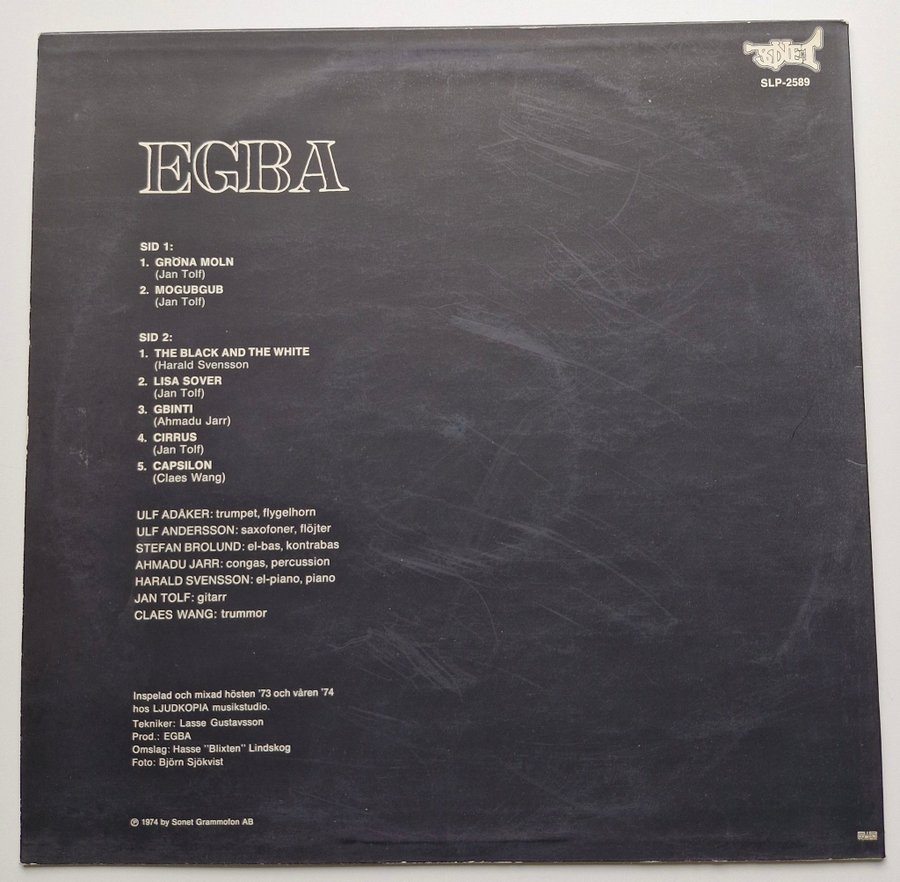 SONET
SLP-2589
EGBA
SID 1:
1. GRÖNA MOLN
(Jan Tolf)
2. MOGUBGUB
(Jan Tolf)
SID 2:
1. THE BLACK AND THE WHITE
(Harald Svensson
2. LISA SOVER
(Jan Tolf)
3. GBINTI
(Ahmadu Jarr)
4. CIRRUS
(Jan Tolf)
5. CAPSILON
(Claes Wang)
ULF ADÅKER: trumpet, flygelhorn
ULF ANDERSSON: saxofoner, flöjter
STEFAN BROLUND: el-bas, kontrabas
AHMADU JARR: congas, percussion
HARALD SVENSSON: el-piano, piano
JAN TOLF: gitarr
CLAES WANG: trummor
Inspelad och mixad hösten '73 och våren '74
hos LJUDKOPIA musikstudio.
Tekniker: Lasse Gustavsson
Prod.: EGBA
Omslag: Hasse "Blixten" Lindskog
Foto: Björn Sjökvist
℗ 1974 by Sonet Grammofon AB